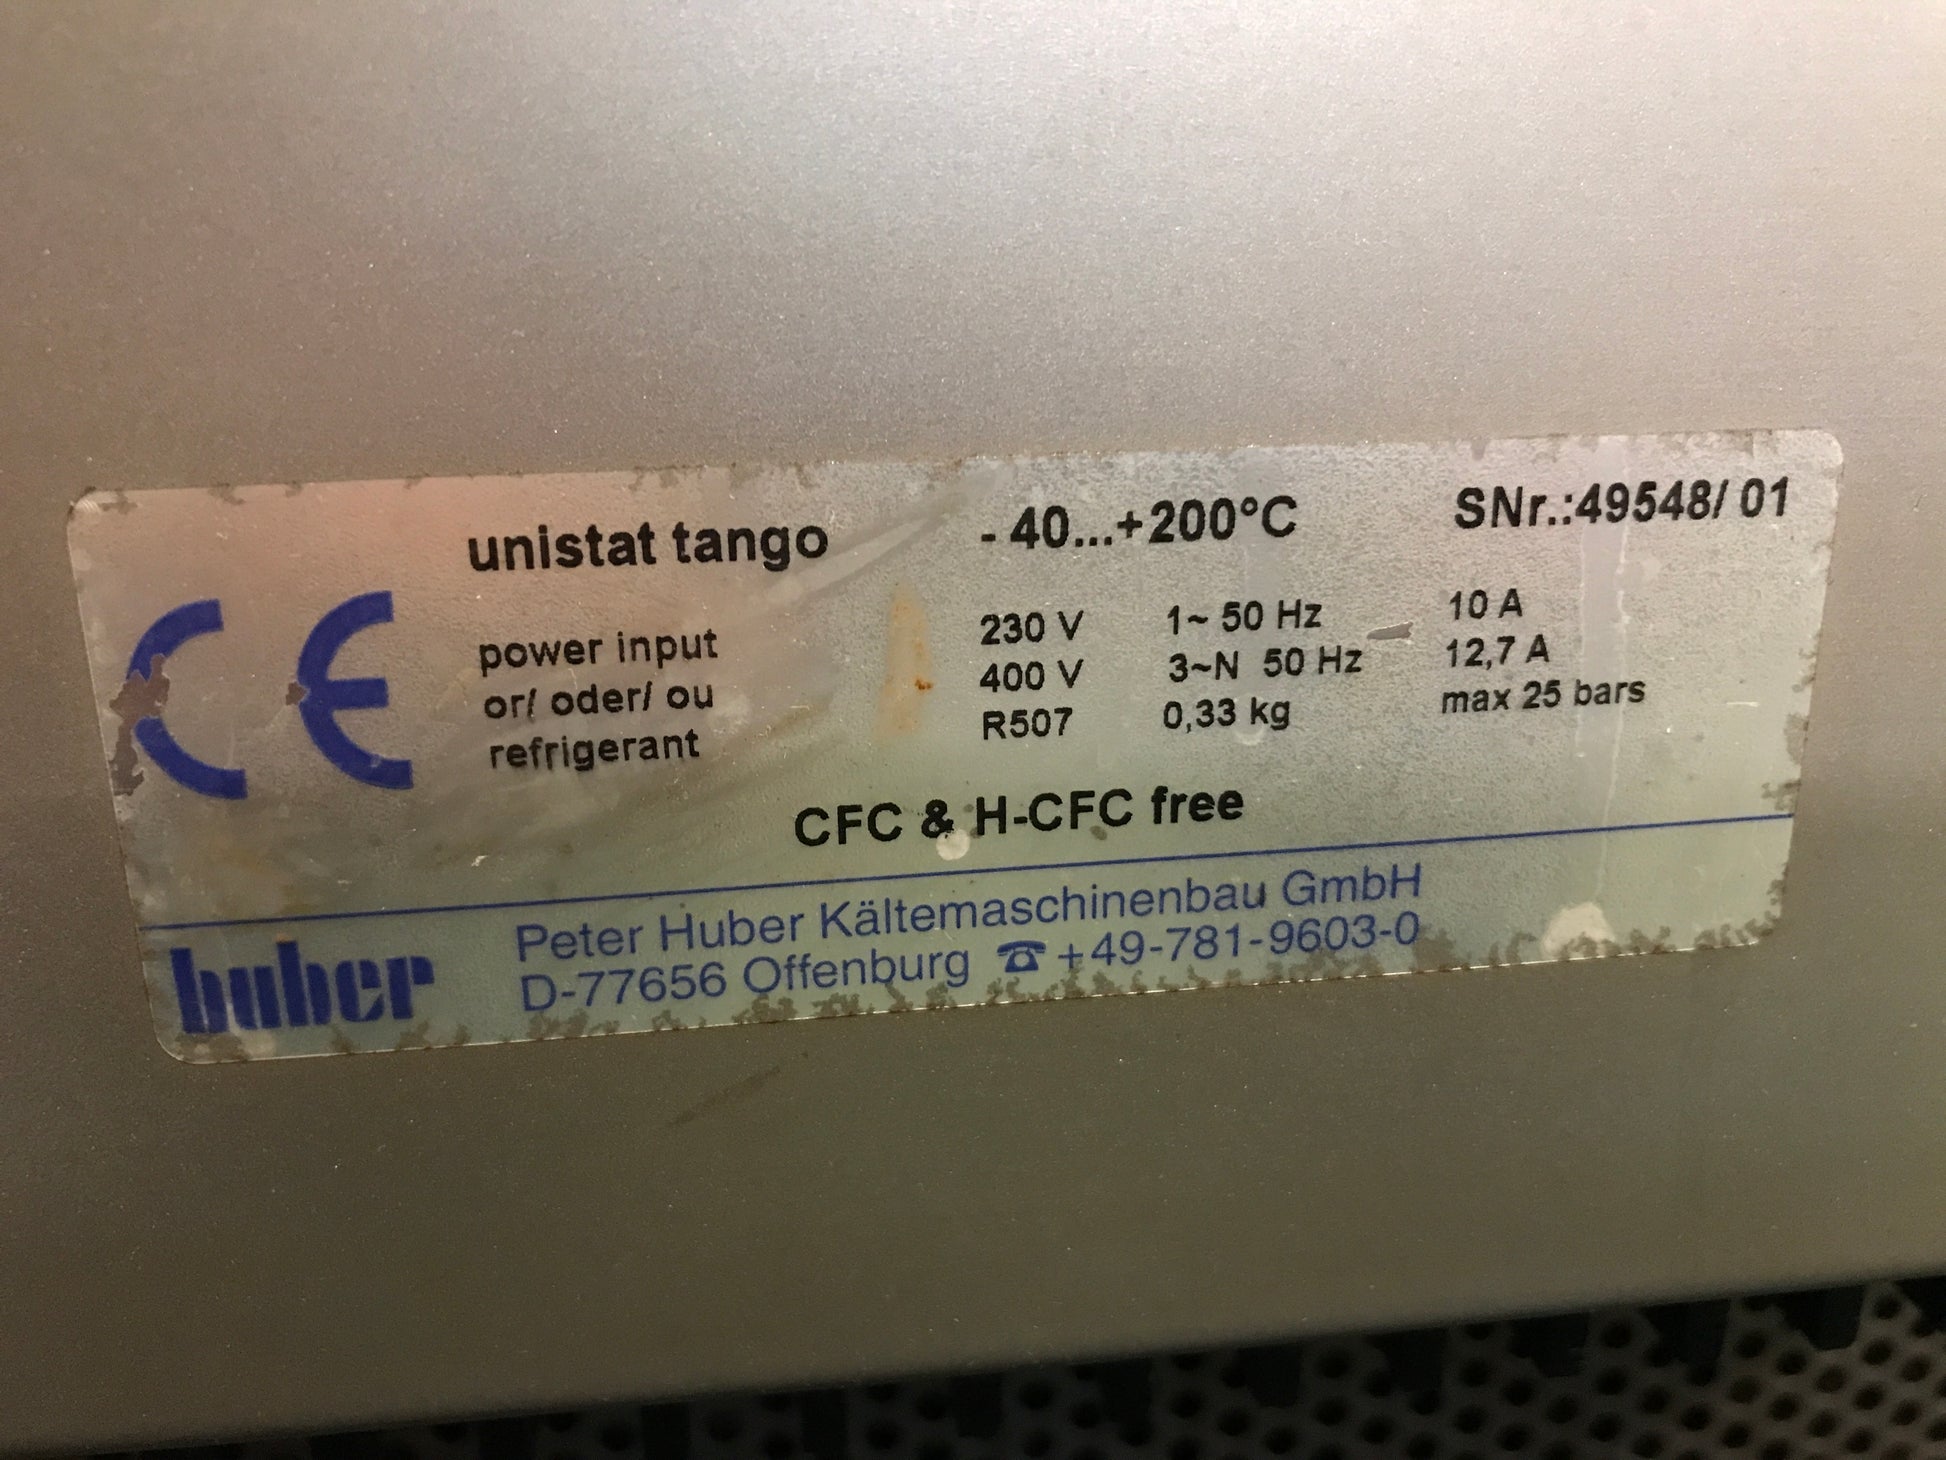 unistat tango - 40...+200°C SNr.:49548/ 01
CE
power input 230 V 1~ 50 Hz 10 A
or/ oder/ ou 400 V 3~N 50 Hz 12,7 A
refrigerant R507 0,33 kg max 25 bars
CFC & H-CFC free
huber
Peter Huber Kältemaschinenbau GmbH
D-77656 Offenburg ☎ +49-781-9603-0